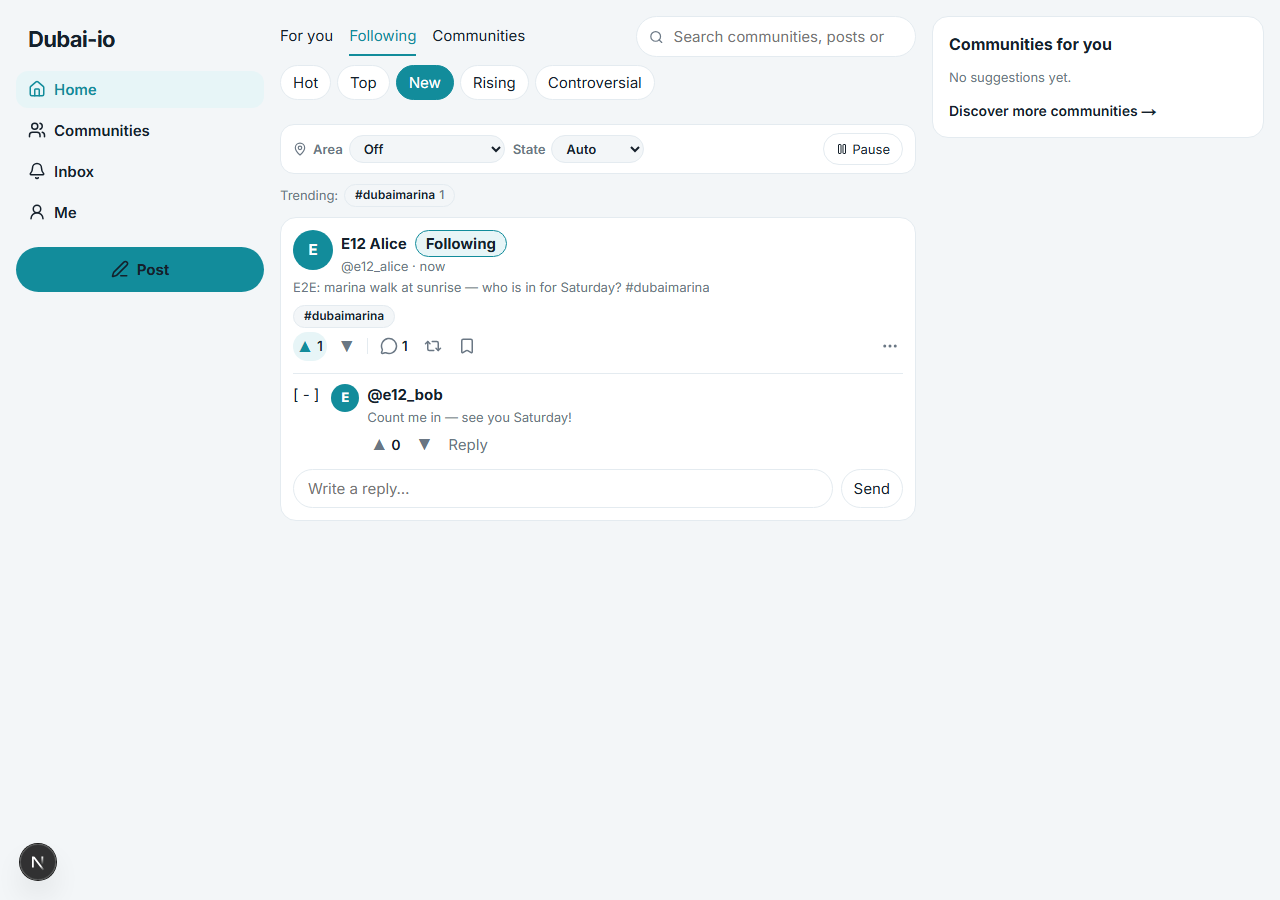 Dubai-io
Home
Communities
Inbox
Me
Post
For you Following Communities
Search communities, posts or
Hot Top New Rising Controversial
Area Off State Auto Pause
Trending: #dubaimarina 1
E E12 Alice Following
@e12_alice · now
E2E: marina walk at sunrise — who is in for Saturday? #dubaimarina
#dubaimarina
▲ 1 ▼ 1
[ - ] E @e12_bob
Count me in — see you Saturday!
▲ 0 ▼ Reply
Write a reply... Send
Communities for you
No suggestions yet.
Discover more communities →
N